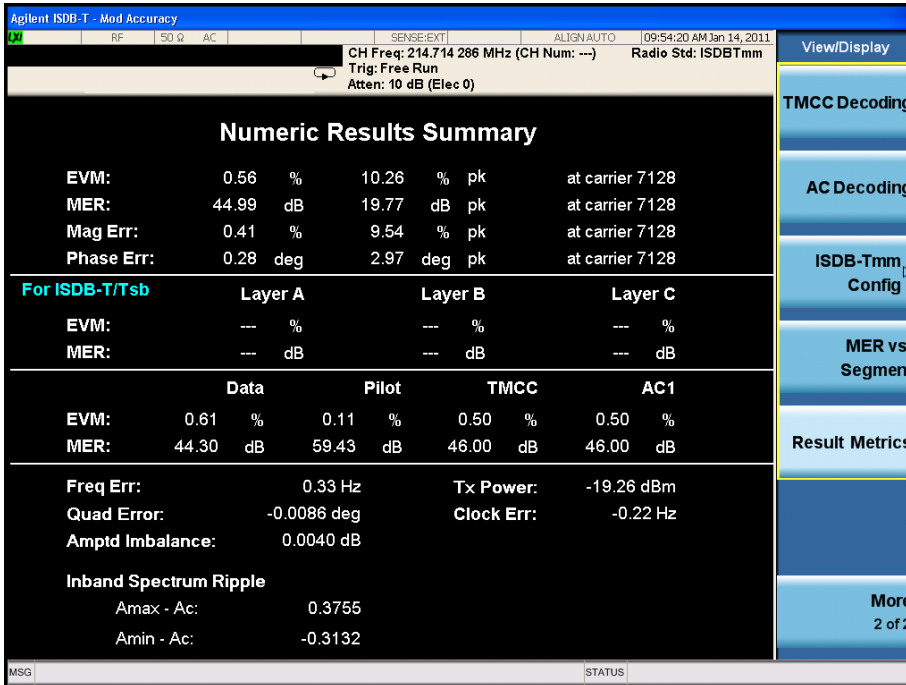 Agilent ISDB-T - Mod Accuracy
LXI RF 50 Ω AC SENSE:EXT ALIGN AUTO 09:54:20 AM Jan 14, 2011
CH Freq: 214.714 286 MHz (CH Num: ---) Radio Std: ISDBTmm
Trig: Free Run
Atten: 10 dB (Elec 0)
View/Display
TMCC Decoding
AC Decoding
ISDB-Tmm
Config
MER vs
Segmen
Result Metrics
More
2 of 2
Numeric Results Summary
EVM: 0.56 % 10.26 % pk at carrier 7128
MER: 44.99 dB 19.77 dB pk at carrier 7128
Mag Err: 0.41 % 9.54 % pk at carrier 7128
Phase Err: 0.28 deg 2.97 deg pk at carrier 7128
For ISDB-T/Tsb Layer A Layer B Layer C
EVM: --- % --- % --- %
MER: --- dB --- dB --- dB
Data Pilot TMCC AC1
EVM: 0.61 % 0.11 % 0.50 % 0.50 %
MER: 44.30 dB 59.43 dB 46.00 dB 46.00 dB
Freq Err: 0.33 Hz Tx Power: -19.26 dBm
Quad Error: -0.0086 deg Clock Err: -0.22 Hz
Amptd Imbalance: 0.0040 dB
Inband Spectrum Ripple
Amax - Ac: 0.3755
Amin - Ac: -0.3132
MSG STATUS